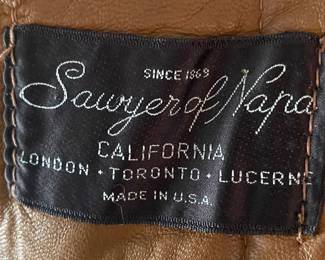 SINCE 1869
Sawyer of Napa
CALIFORNIA
LONDON • TORONTO • LUCERNE
MADE IN U.S.A.